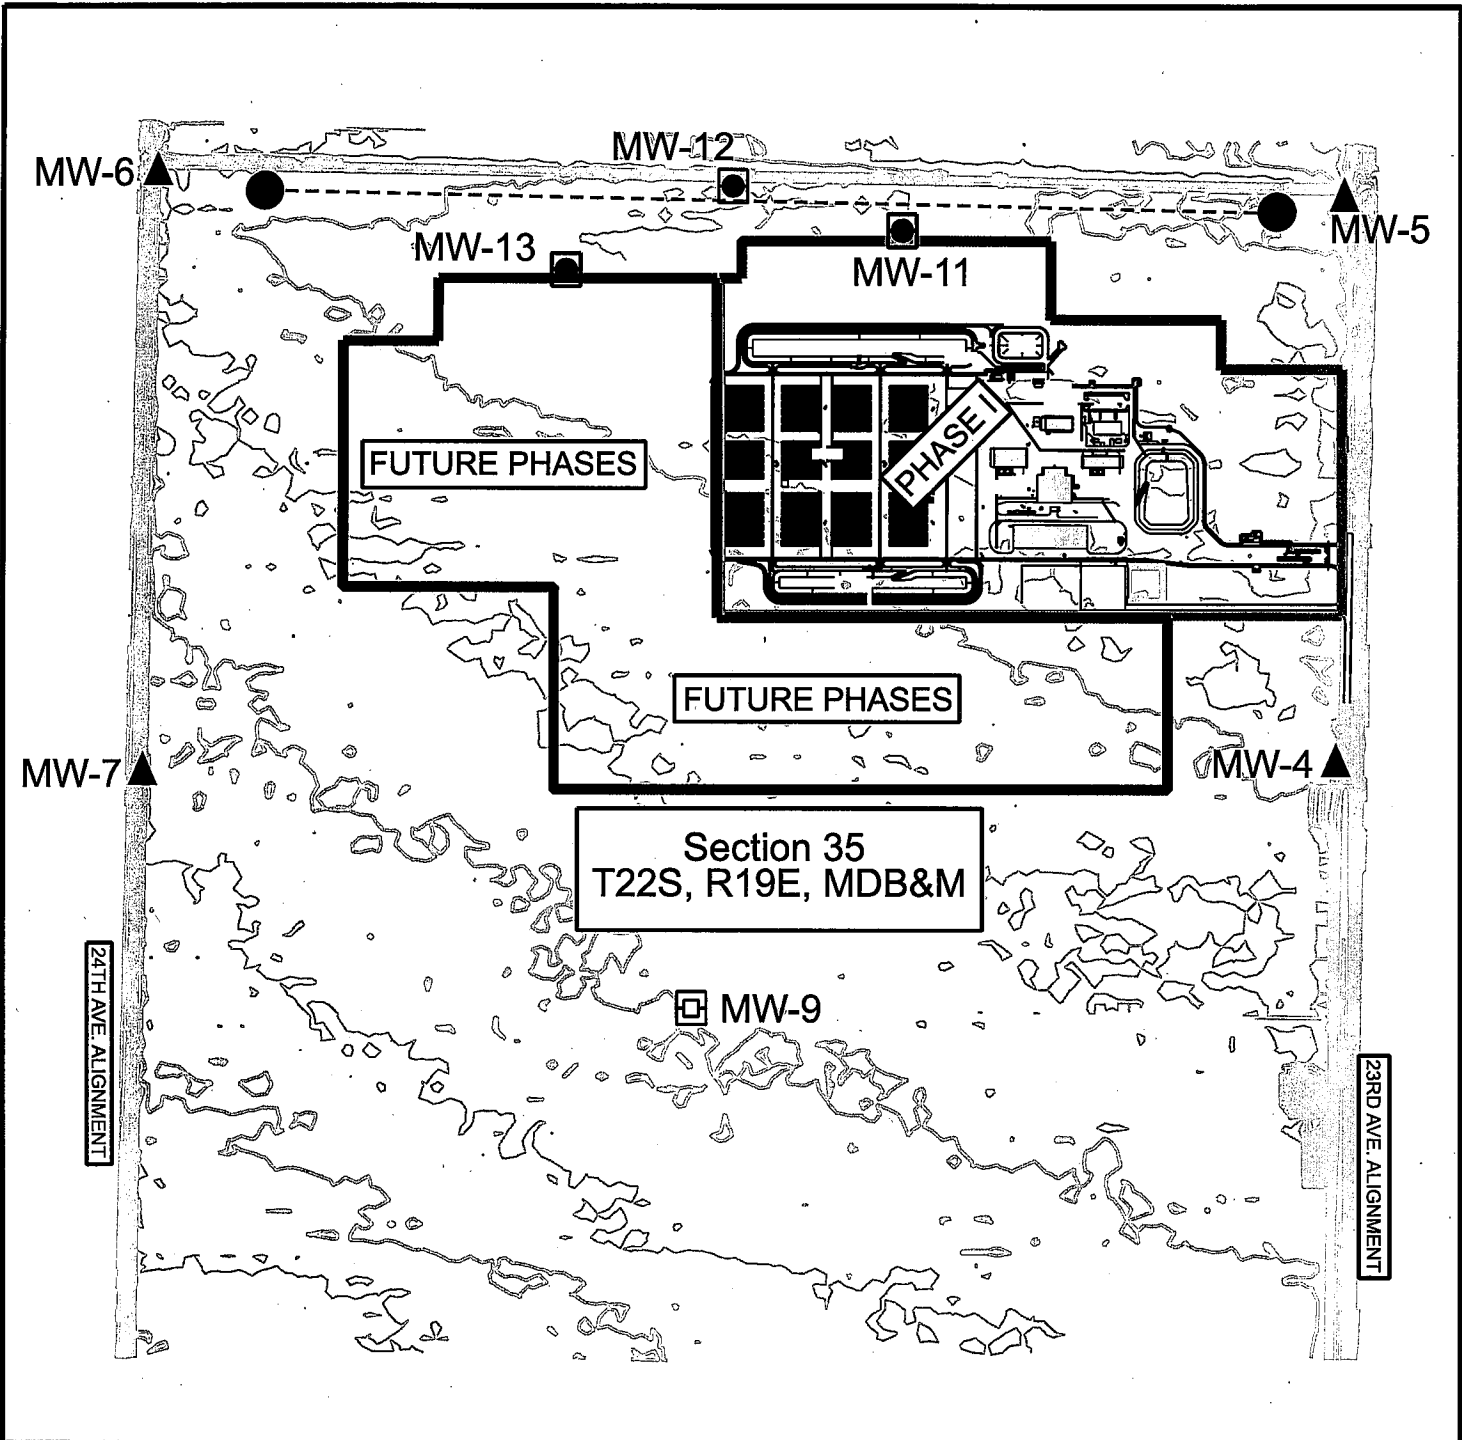 MW-12
MW-6
MW-5
MW-13
MW-11
PHASE I
FUTURE PHASES
FUTURE PHASES
MW-7
MW-4
Section 35
T22S, R19E, MDB&M
24TH AVE. ALIGNMENT
MW-9
23RD AVE. ALIGNMENT